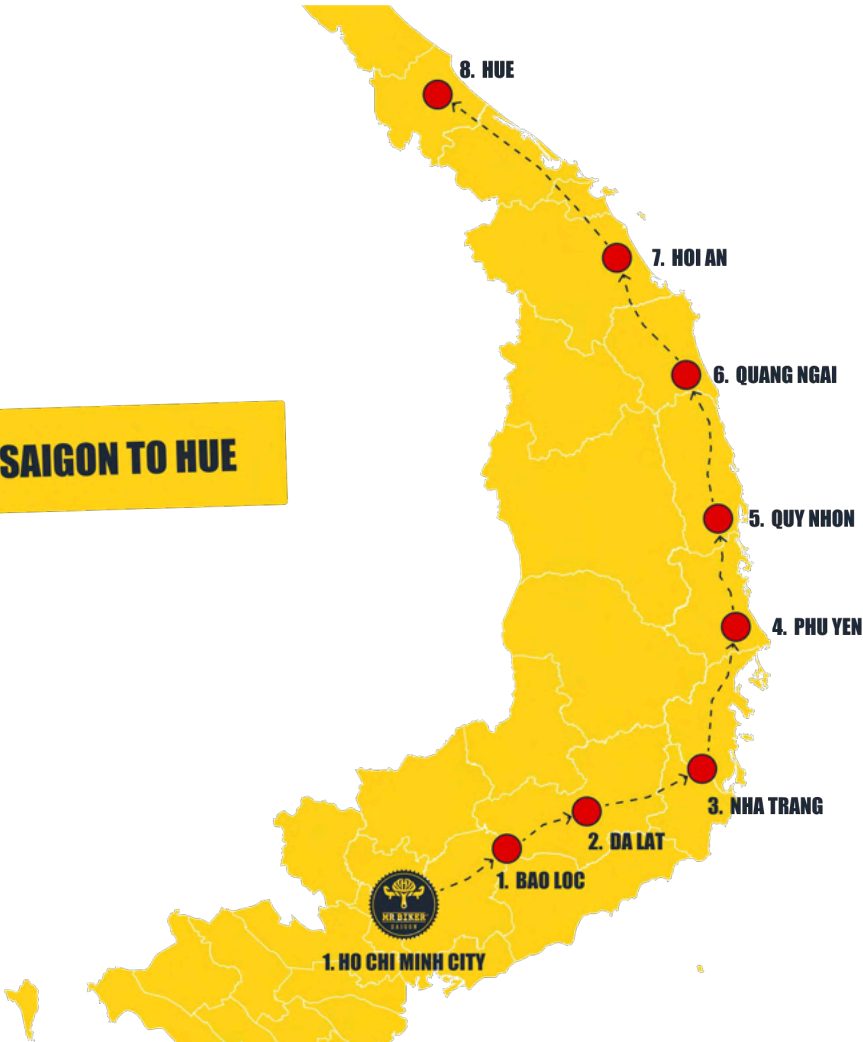 8. HUE
7. HOI AN
6. QUANG NGAI
SAIGON TO HUE
5. QUY NHON
4. PHU YEN
3. NHA TRANG
2. DA LAT
1. BAO LOC
MR BIKER
SAIGON
1. HO CHI MINH CITY